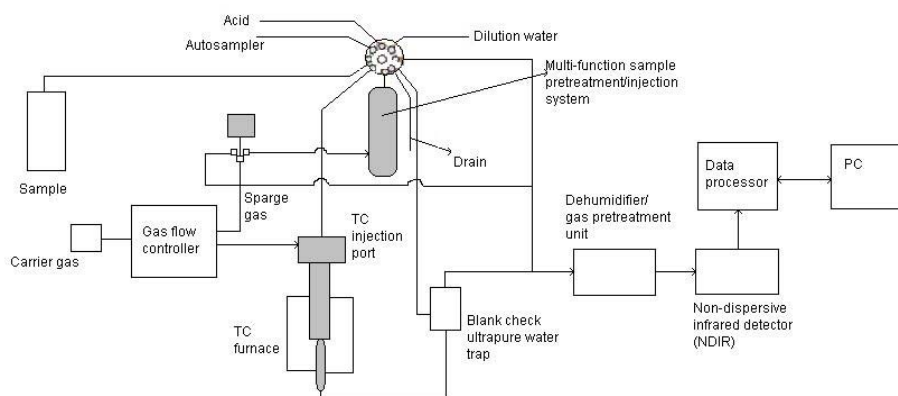 Acid
Autosampler
Dilution water
Multi-function sample
pretreatment/injection
system
Drain
Sample
Sparge
gas
Data
processor
PC
Dehumidifier/
gas pretreatment
unit
Gas flow
controller
TC
injection
port
Carrier gas
TC
furnace
Blank check
ultrapure water
trap
Non-dispersive
infrared detector
(NDIR)